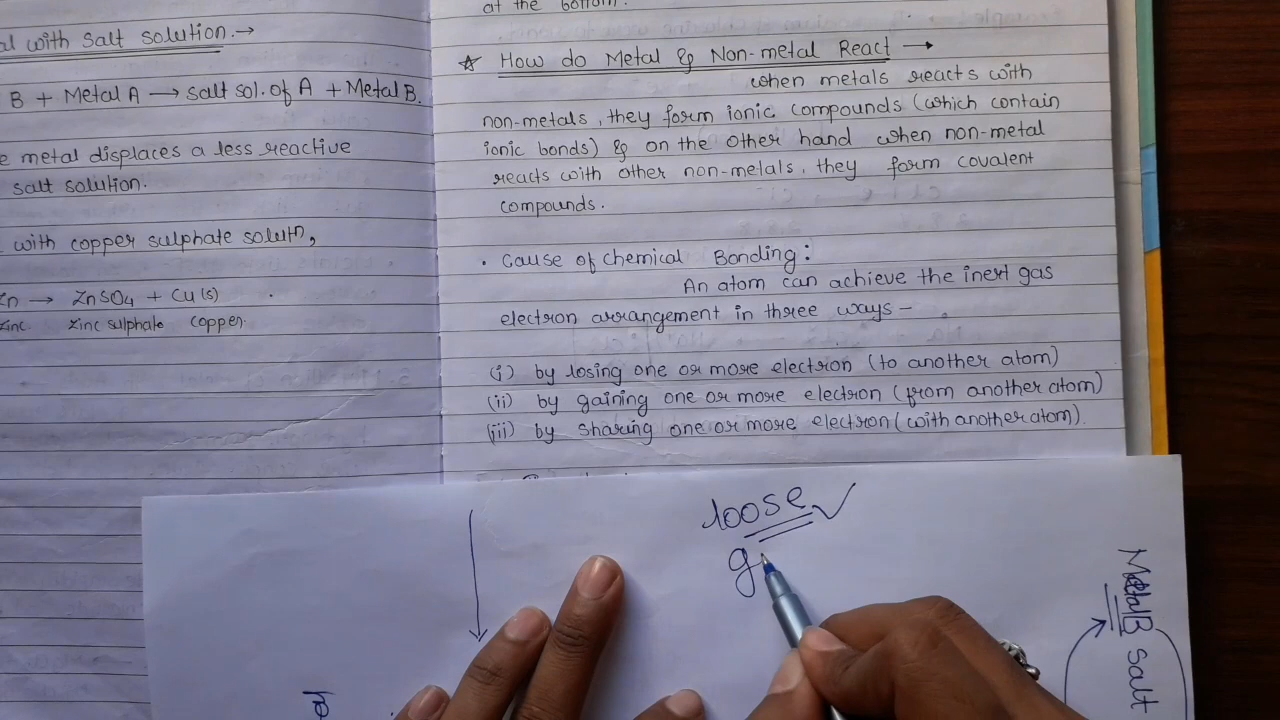 al with salt solution.→
B + Metal A → salt sol. of A + Metal B.
e metal displaces a less reactive
salt solution.
with copper sulphate solutn,
Zn → ZnSO4 + Cu(s)
Zinc zinc sulphate copper.
at the bottom.
☆ How do Metal & Non-metal React →
when metals reacts with
non-metals, they form ionic compounds (which contain
ionic bonds) & on the other hand when non-metal
reacts with other non-metals, they form covalent
compounds.
• Cause of chemical Bonding:
An atom can achieve the inert gas
electron arrangement in three ways-
(i) by losing one or more electron (to another atom)
(ii) by gaining one or more electron (from another atom)
(iii) by sharing one or more electron (with another atom).
loose ✓
g
Metal B Salt